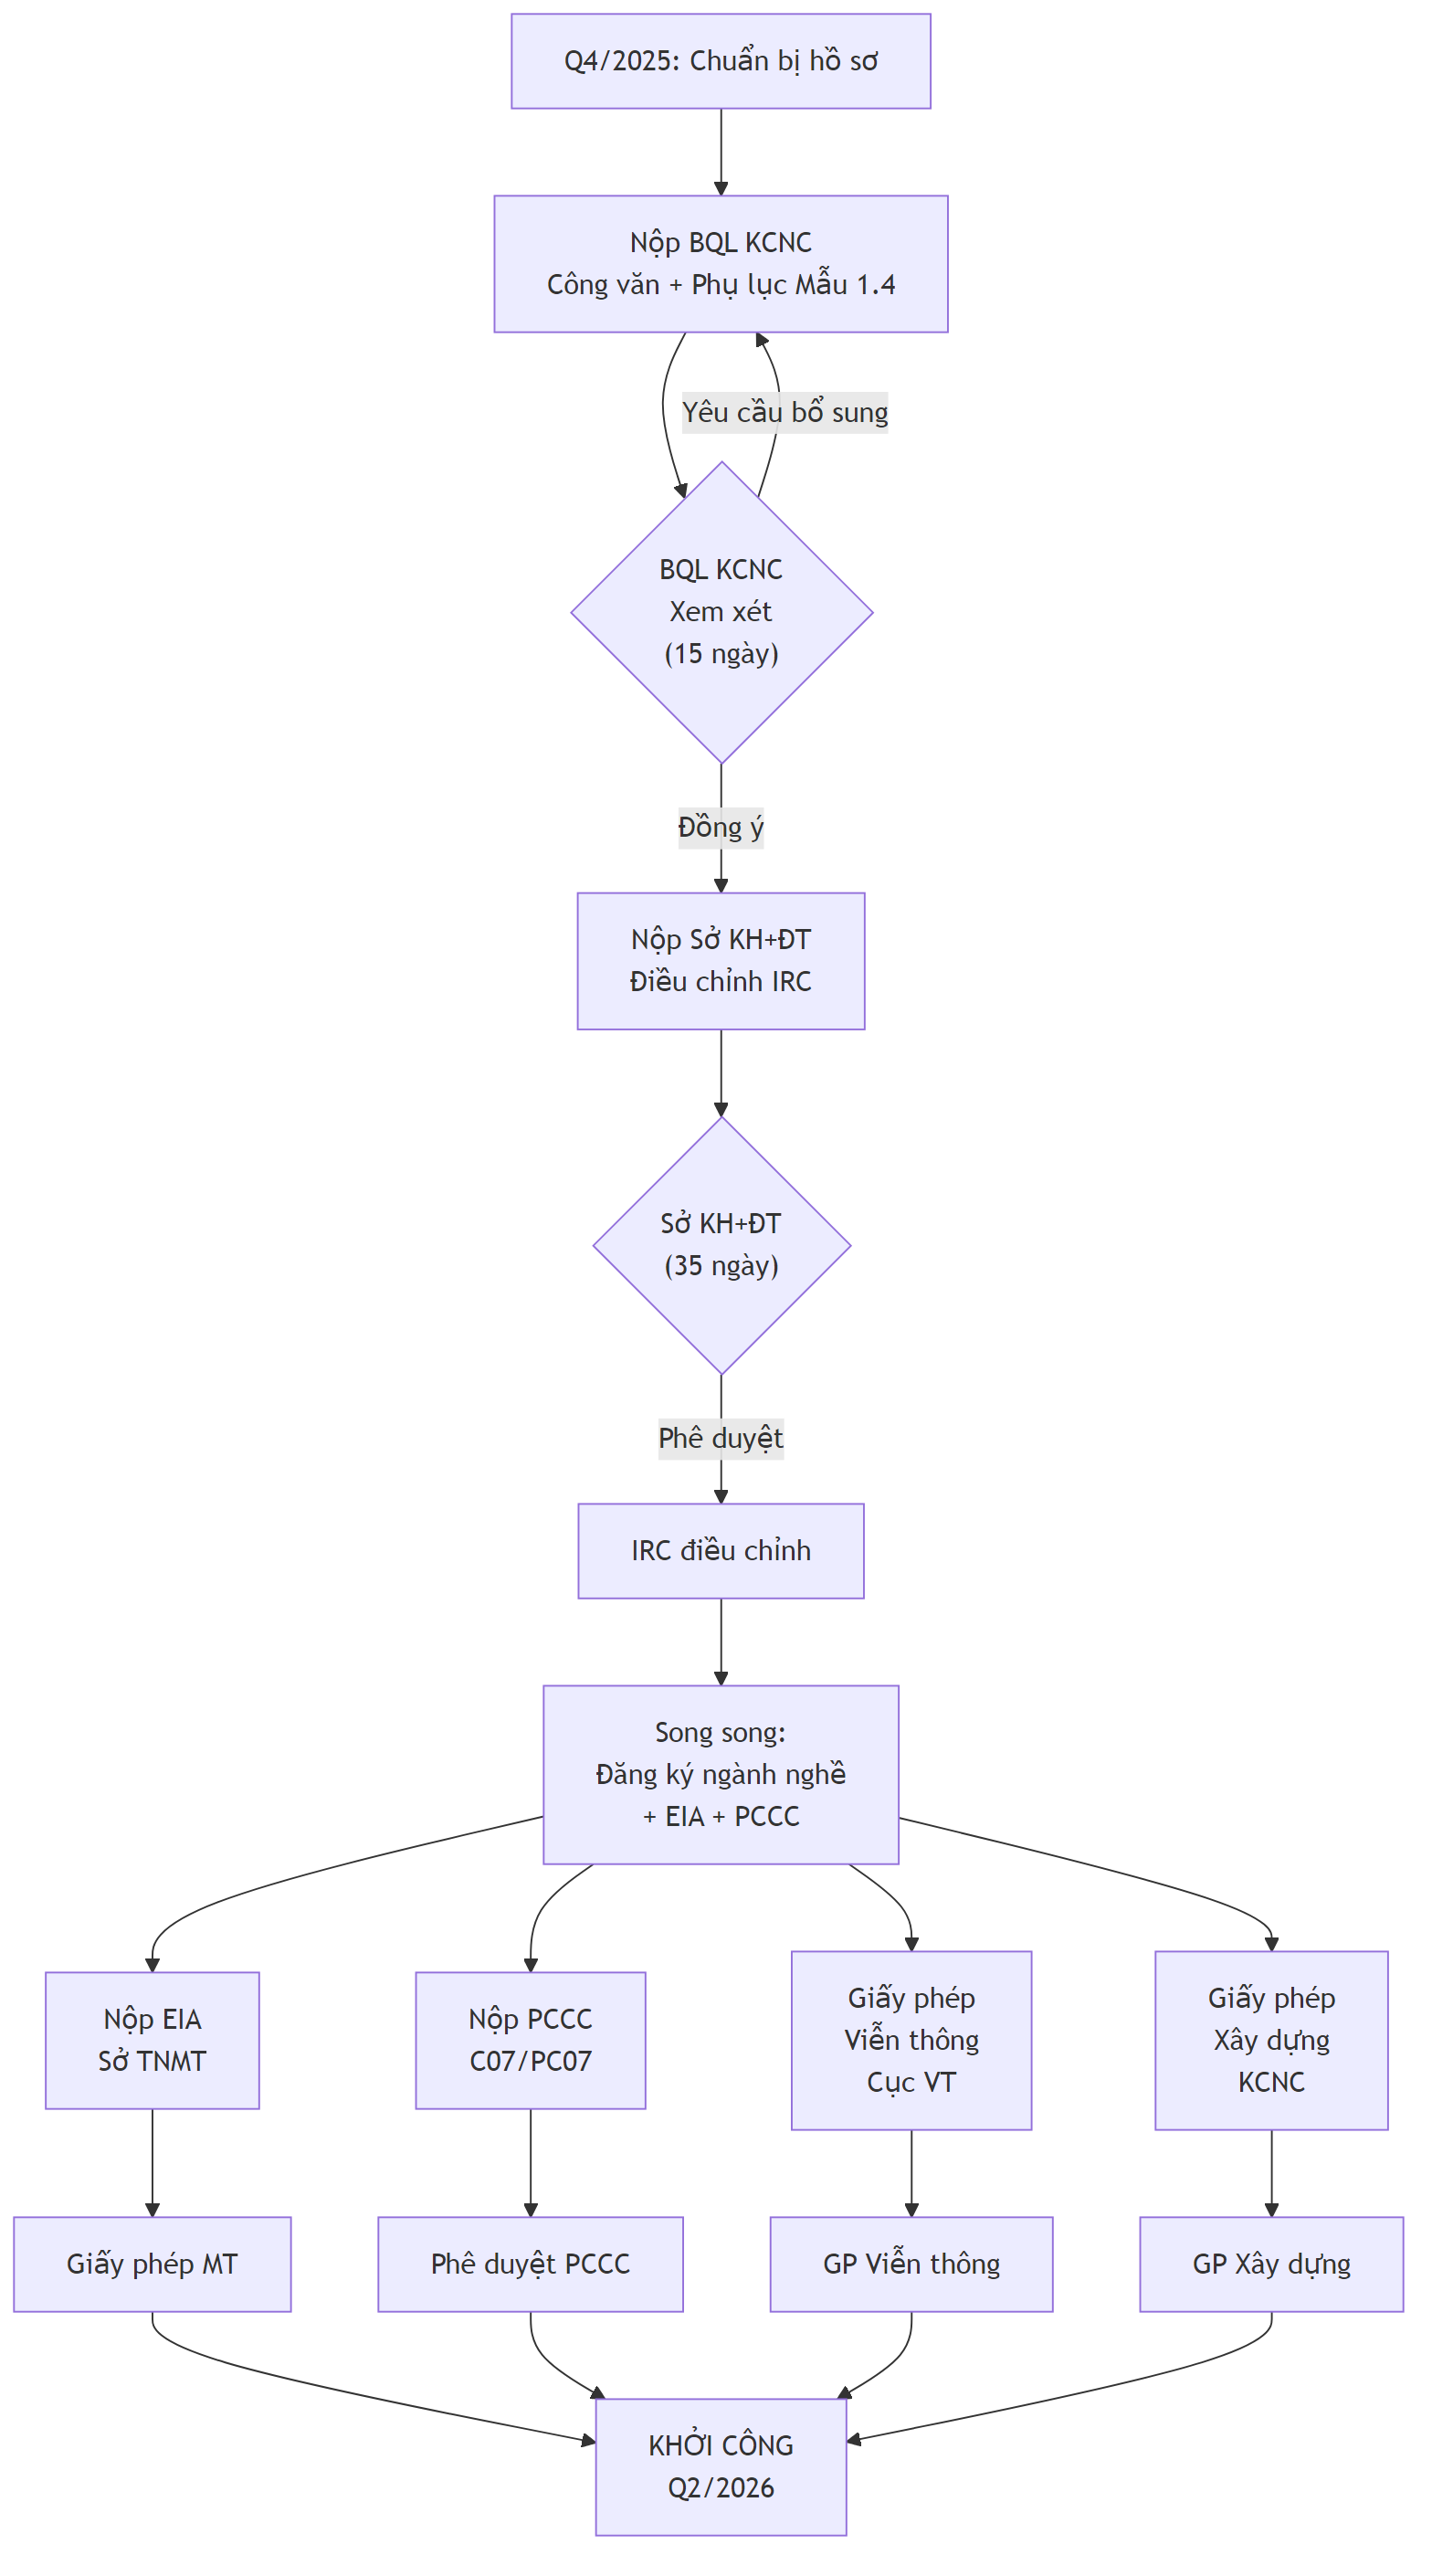 Q4/2025: Chuẩn bị hồ sơ
Nộp BQL KCNC
Công văn + Phụ lục Mẫu 1.4
Yêu cầu bổ sung
BQL KCNC
Xem xét
(15 ngày)
Đồng ý
Nộp Sở KH+ĐT
Điều chỉnh IRC
Sở KH+ĐT
(35 ngày)
Phê duyệt
IRC điều chỉnh
Song song:
Đăng ký ngành nghề
+ EIA + PCCC
Nộp EIA
Sở TNMT
Nộp PCCC
C07/PC07
Giấy phép
Viễn thông
Cục VT
Giấy phép
Xây dựng
KCNC
Giấy phép MT
Phê duyệt PCCC
GP Viễn thông
GP Xây dựng
KHỞI CÔNG
Q2/2026